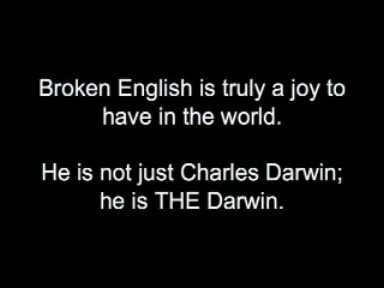 Broken English is truly a joy to
have in the world.
He is not just Charles Darwin;
he is THE Darwin.